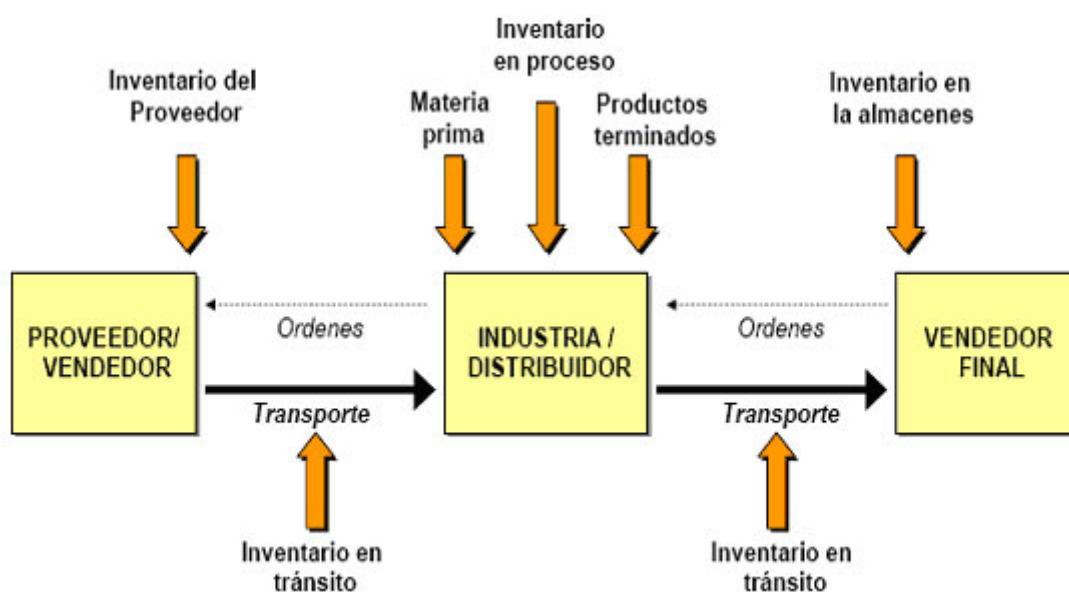 Inventario del
Proveedor
Materia
prima
Inventario
en proceso
Productos
terminados
Inventario en
la almacenes
PROVEEDOR/
VENDEDOR
Ordenes
Transporte
INDUSTRIA /
DISTRIBUIDOR
Ordenes
Transporte
VENDEDOR
FINAL
Inventario en
tránsito
Inventario en
tránsito